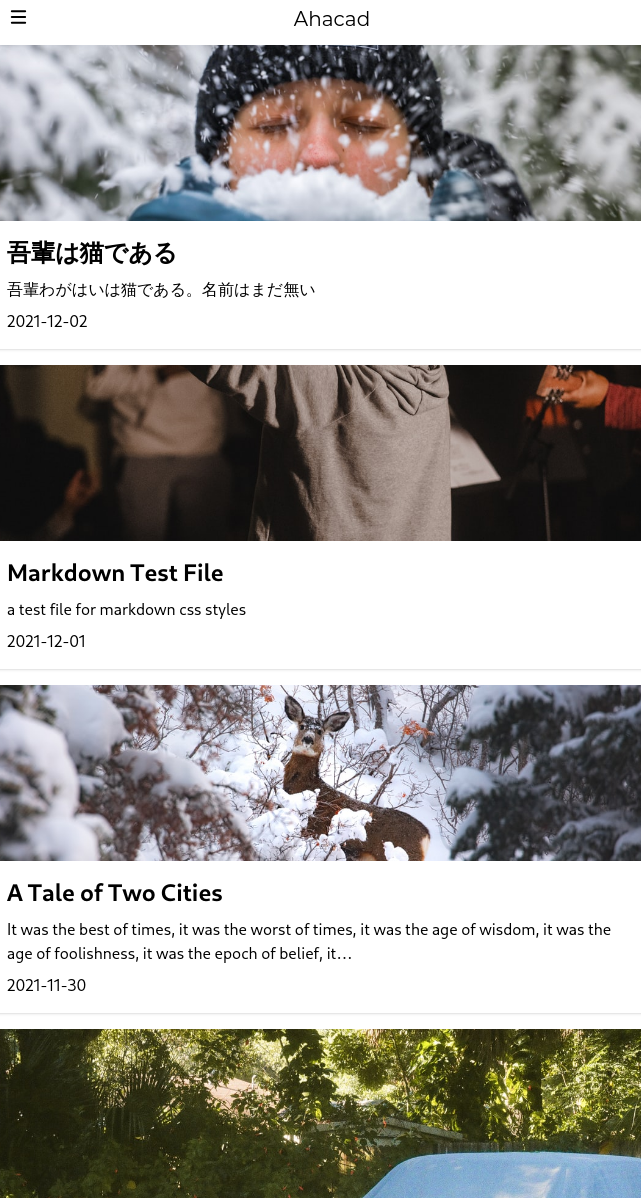 Ahacad
吾輩は猫である
吾輩わがはいは猫である。名前はまだ無い
2021-12-02
Markdown Test File
a test file for markdown css styles
2021-12-01
A Tale of Two Cities
It was the best of times, it was the worst of times, it was the age of wisdom, it was the
age of foolishness, it was the epoch of belief, it…
2021-11-30